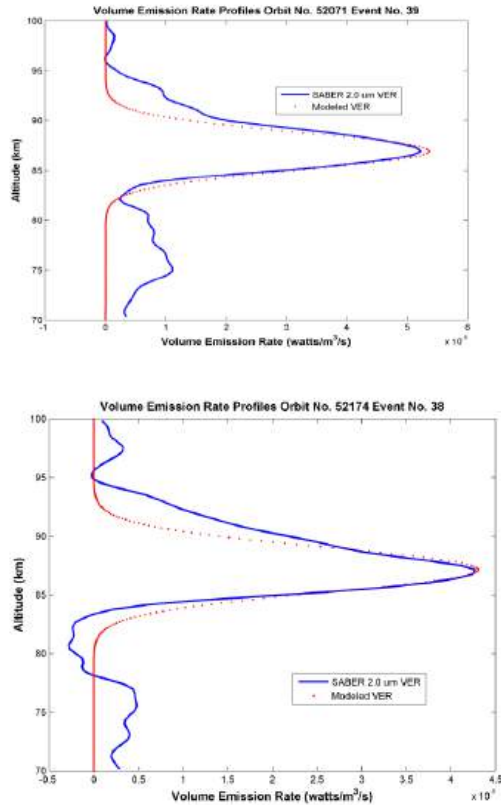 Volume Emission Rate Profiles Orbit No. 52071 Event No. 39
100
95
90
85
80
75
70
Altitude (km)
SABER 2.0 um VER
Modeled VER
-1 0 1 2 3 4 5 6
Volume Emission Rate (watts/m³/s)
Volume Emission Rate Profiles Orbit No. 52174 Event No. 38
100
95
90
85
80
75
70
Altitude (km)
SABER 2.0 um VER
Modeled VER
-0.5 0 0.5 1 1.5 2 2.5 3 3.5 4 4.5
Volume Emission Rate (watts/m³/s)